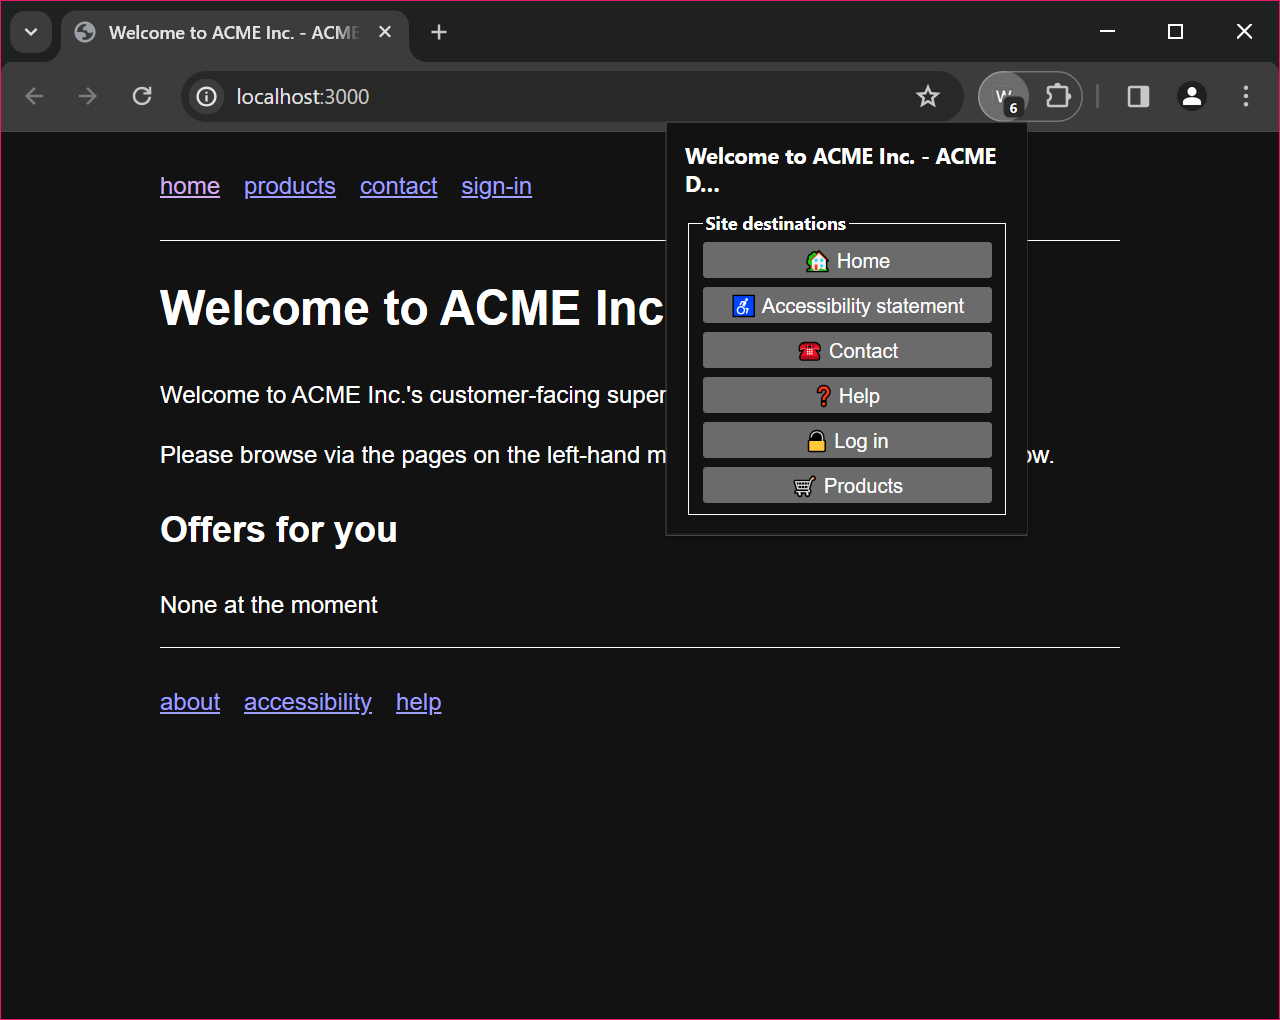 Welcome to ACME Inc. - ACME
localhost:3000
W
6
home products contact sign-in
Welcome to ACME Inc
Welcome to ACME Inc.'s customer-facing super
Please browse via the pages on the left-hand m
ow.
Offers for you
None at the moment
about accessibility help
Welcome to ACME Inc. - ACME
D...
Site destinations
Home
Accessibility statement
Contact
Help
Log in
Products